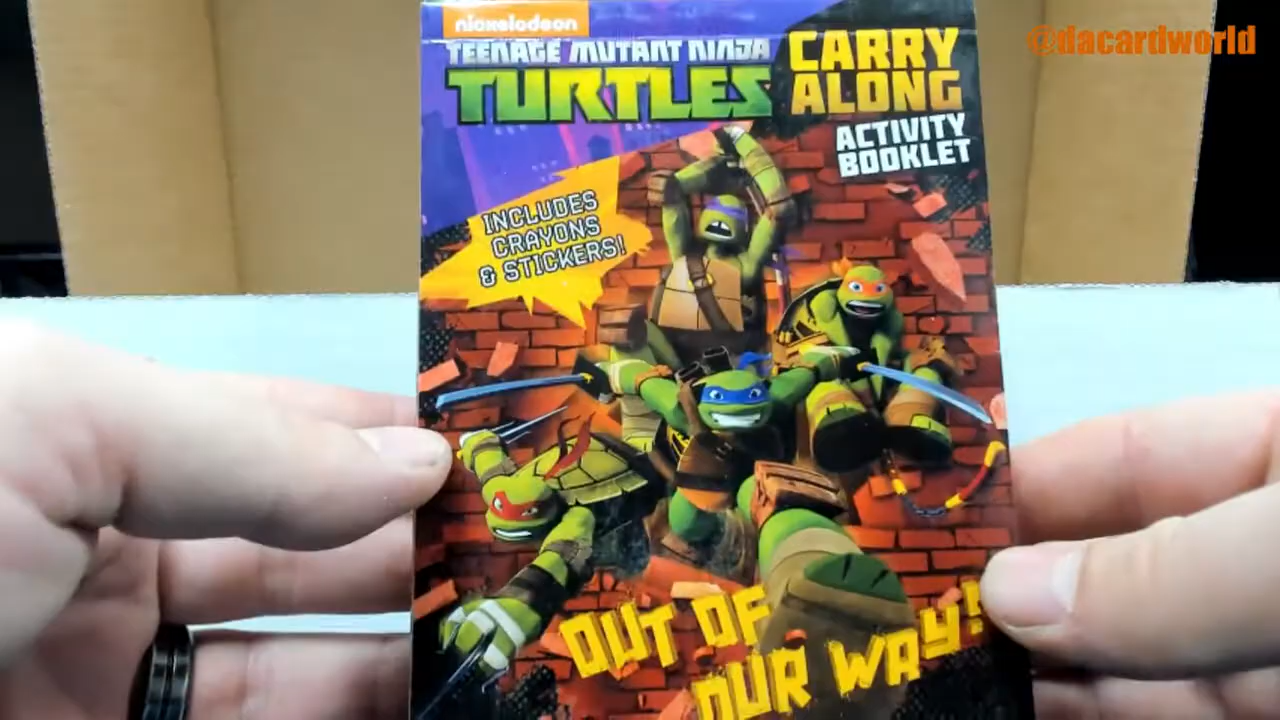 @dacardworld
nickelodeon
TEENAGE MUTANT NINJA
TURTLES
CARRY
ALONG
ACTIVITY
BOOKLET
INCLUDES
CRAYONS
& STICKERS!
OUT OF
OUR WAY!